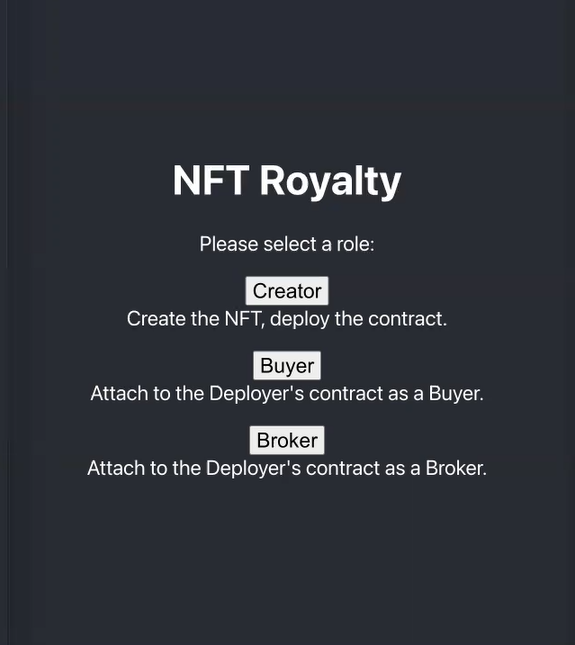 NFT Royalty
Please select a role:
Creator
Create the NFT, deploy the contract.
Buyer
Attach to the Deployer's contract as a Buyer.
Broker
Attach to the Deployer's contract as a Broker.